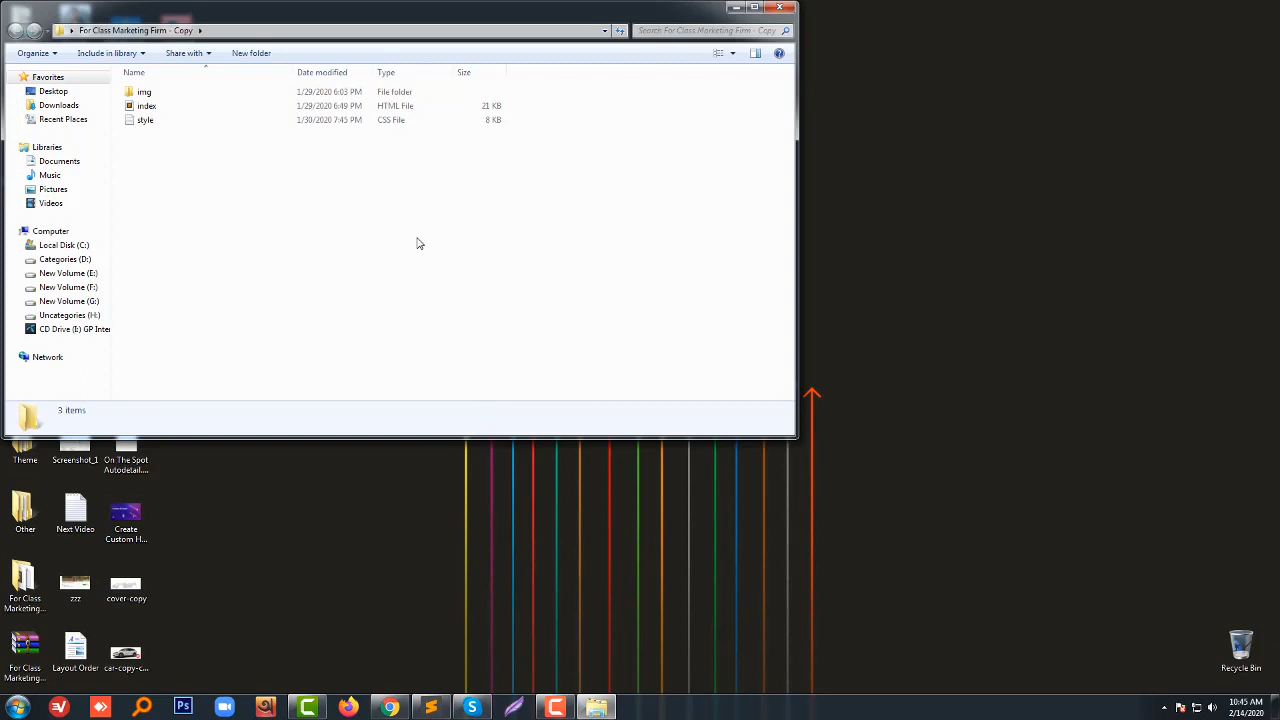 For Class Marketing Firm - Copy
Search For Class Marketing Firm - Copy
Organize
Include in library
Share with
New folder
Name
Date modified
Type
Size
Favorites
Desktop
Downloads
Recent Places
Libraries
Documents
Music
Pictures
Videos
Computer
Local Disk (C:)
Categories (D:)
New Volume (E:)
New Volume (F:)
New Volume (G:)
Uncategories (H:)
CD Drive (I:) GP Inter
Network
img 1/29/2020 6:03 PM File folder
index 1/29/2020 6:49 PM HTML File 21 KB
style 1/30/2020 7:45 PM CSS File 8 KB
3 items
Theme
Screenshot_1
On The Spot
Autodetail....
Other
Next Video
Create
Custom H...
For Class
Marketing...
zzz
cover-copy
For Class
Marketing...
Layout Order
car-copy-c...
Recycle Bin
Ps
10:45 AM
2/14/2020